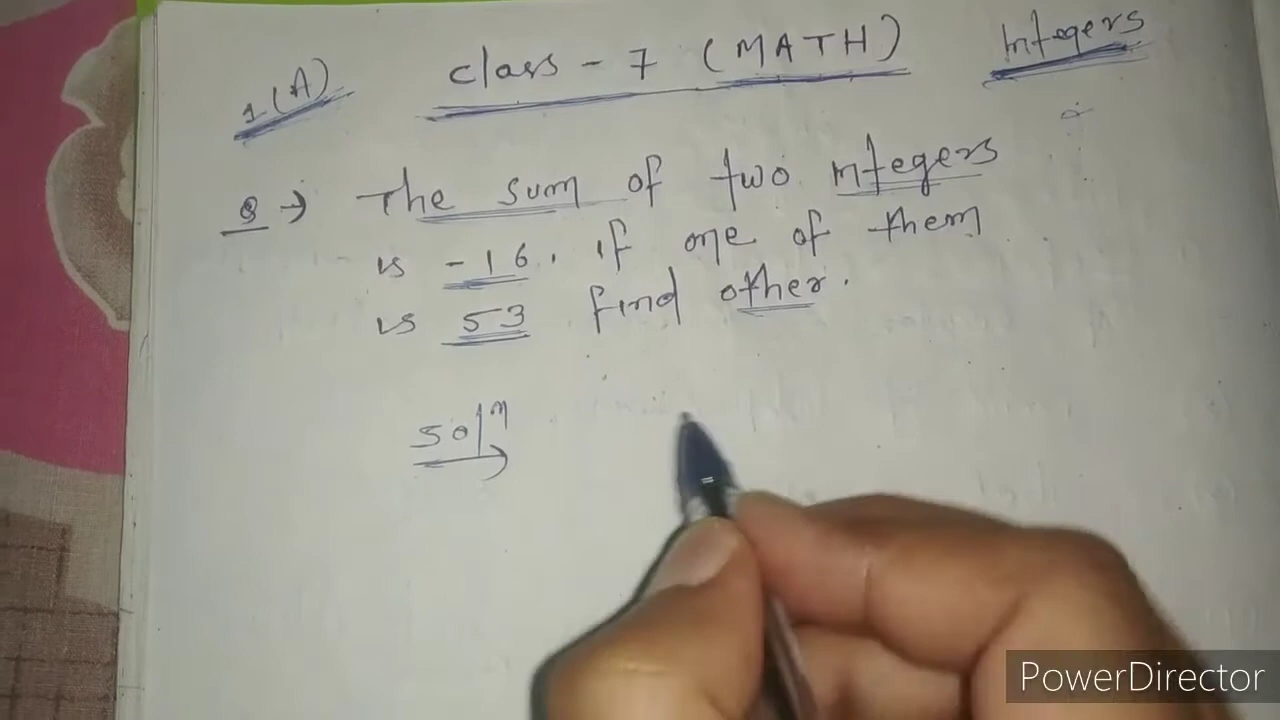 1(A) Class - 7 (MATH) Integers
Q → The sum of two integers
is -16. if one of them
is 53 find other.
Solⁿ
PowerDirector